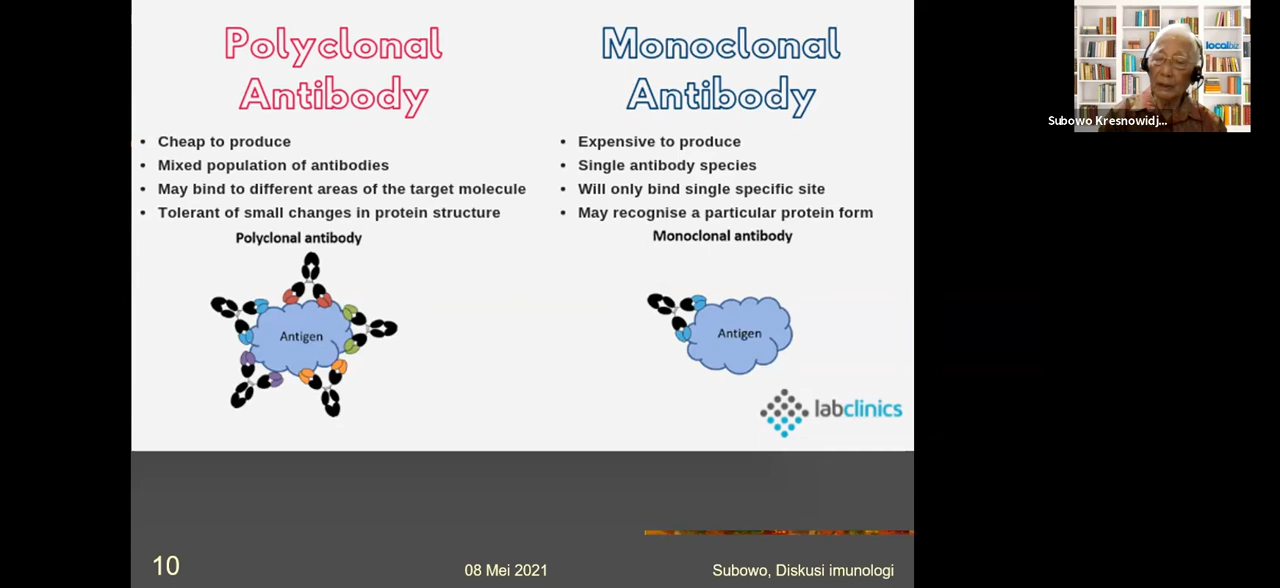 Polyclonal
Antibody
• Cheap to produce
• Mixed population of antibodies
• May bind to different areas of the target molecule
• Tolerant of small changes in protein structure
Polyclonal antibody
Antigen
Monoclonal
Antibody
• Expensive to produce
• Single antibody species
• Will only bind single specific site
• May recognise a particular protein form
Monoclonal antibody
Antigen
labclinics
10
08 Mei 2021
Subowo, Diskusi imunologi
localbiz
Subowo Kresnowidj...